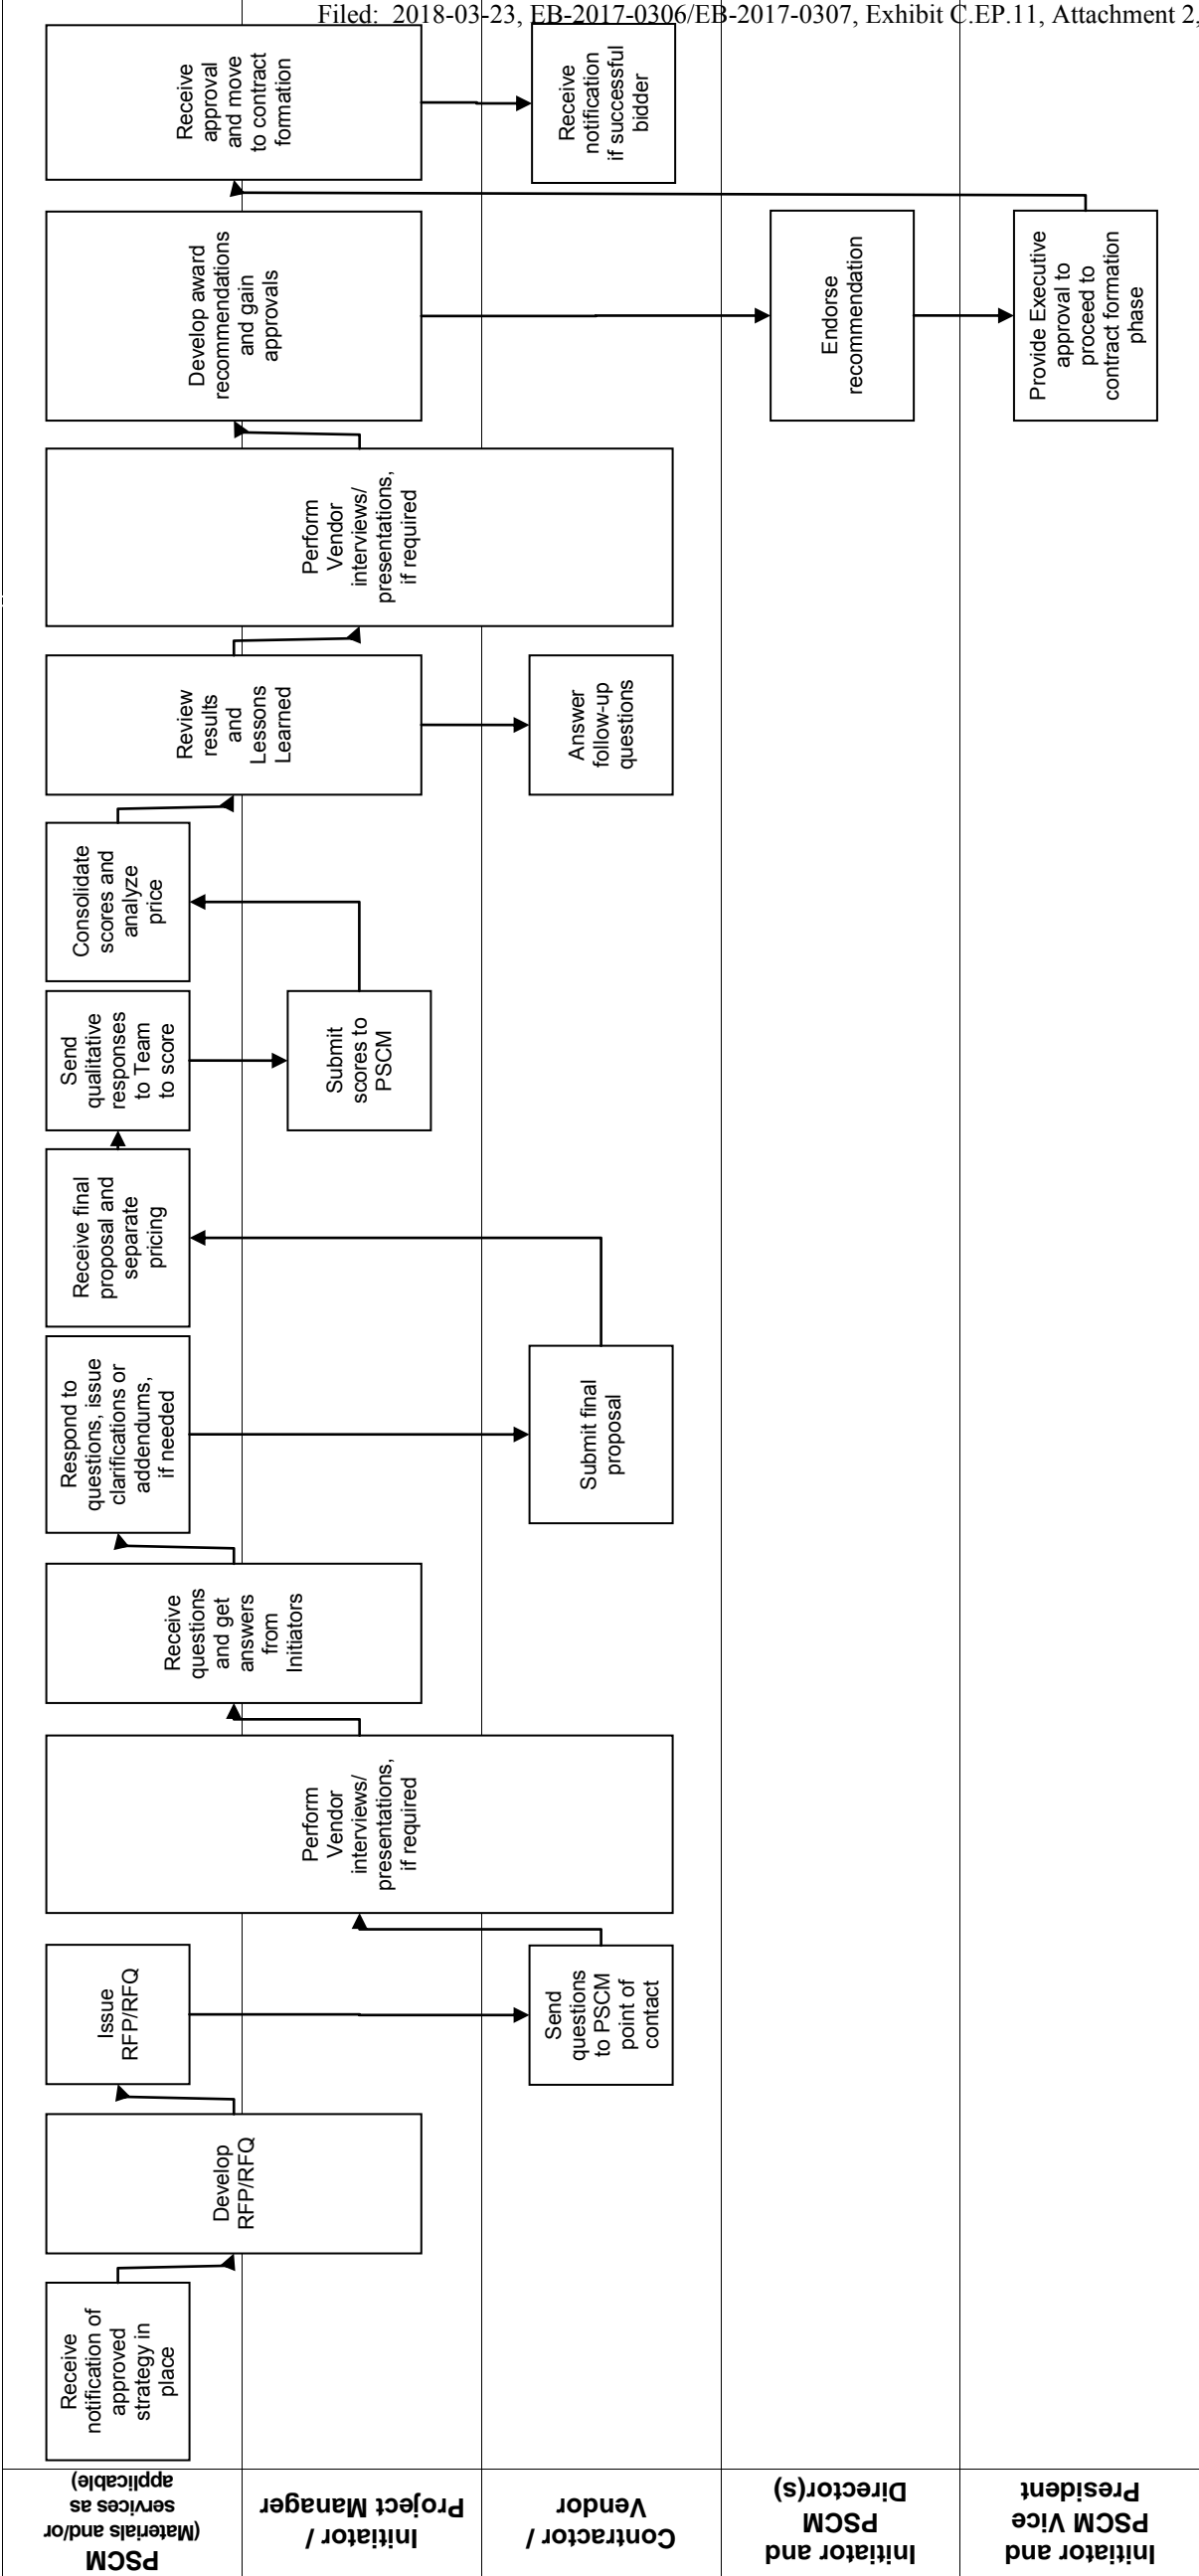 Filed: 2018-03-23, EB-2017-0306/EB-2017-0307, Exhibit C.EP.11, Attachment 2,
PSCM
(Materials and/or
services as
applicable)
Receive
notification of
approved
strategy in
place
Develop
RFP/RFQ
Issue
RFP/RFQ
Perform
Vendor
interviews/
presentations,
if required
Receive
questions
and get
answers
from
Initiators
Respond to
questions, issue
clarifications or
addendums,
if needed
Receive final
proposal and
separate
pricing
Send
qualitative
responses
to Team
to score
Consolidate
scores and
analyze
price
Review
results
and
Lessons
Learned
Perform
Vendor
interviews/
presentations,
if required
Develop award
recommendations
and gain
approvals
Receive
approval
and move
to contract
formation
Initiator /
Project Manager
Submit
scores to
PSCM
Contractor /
Vendor
Send
questions
to PSCM
point of
contact
Submit final
proposal
Answer
follow-up
questions
Receive
notification
if successful
bidder
Initiator and
PSCM
Director(s)
Endorse
recommendation
Initiator and
PSCM Vice
President
Provide Executive
approval to
proceed to
contract formation
phase